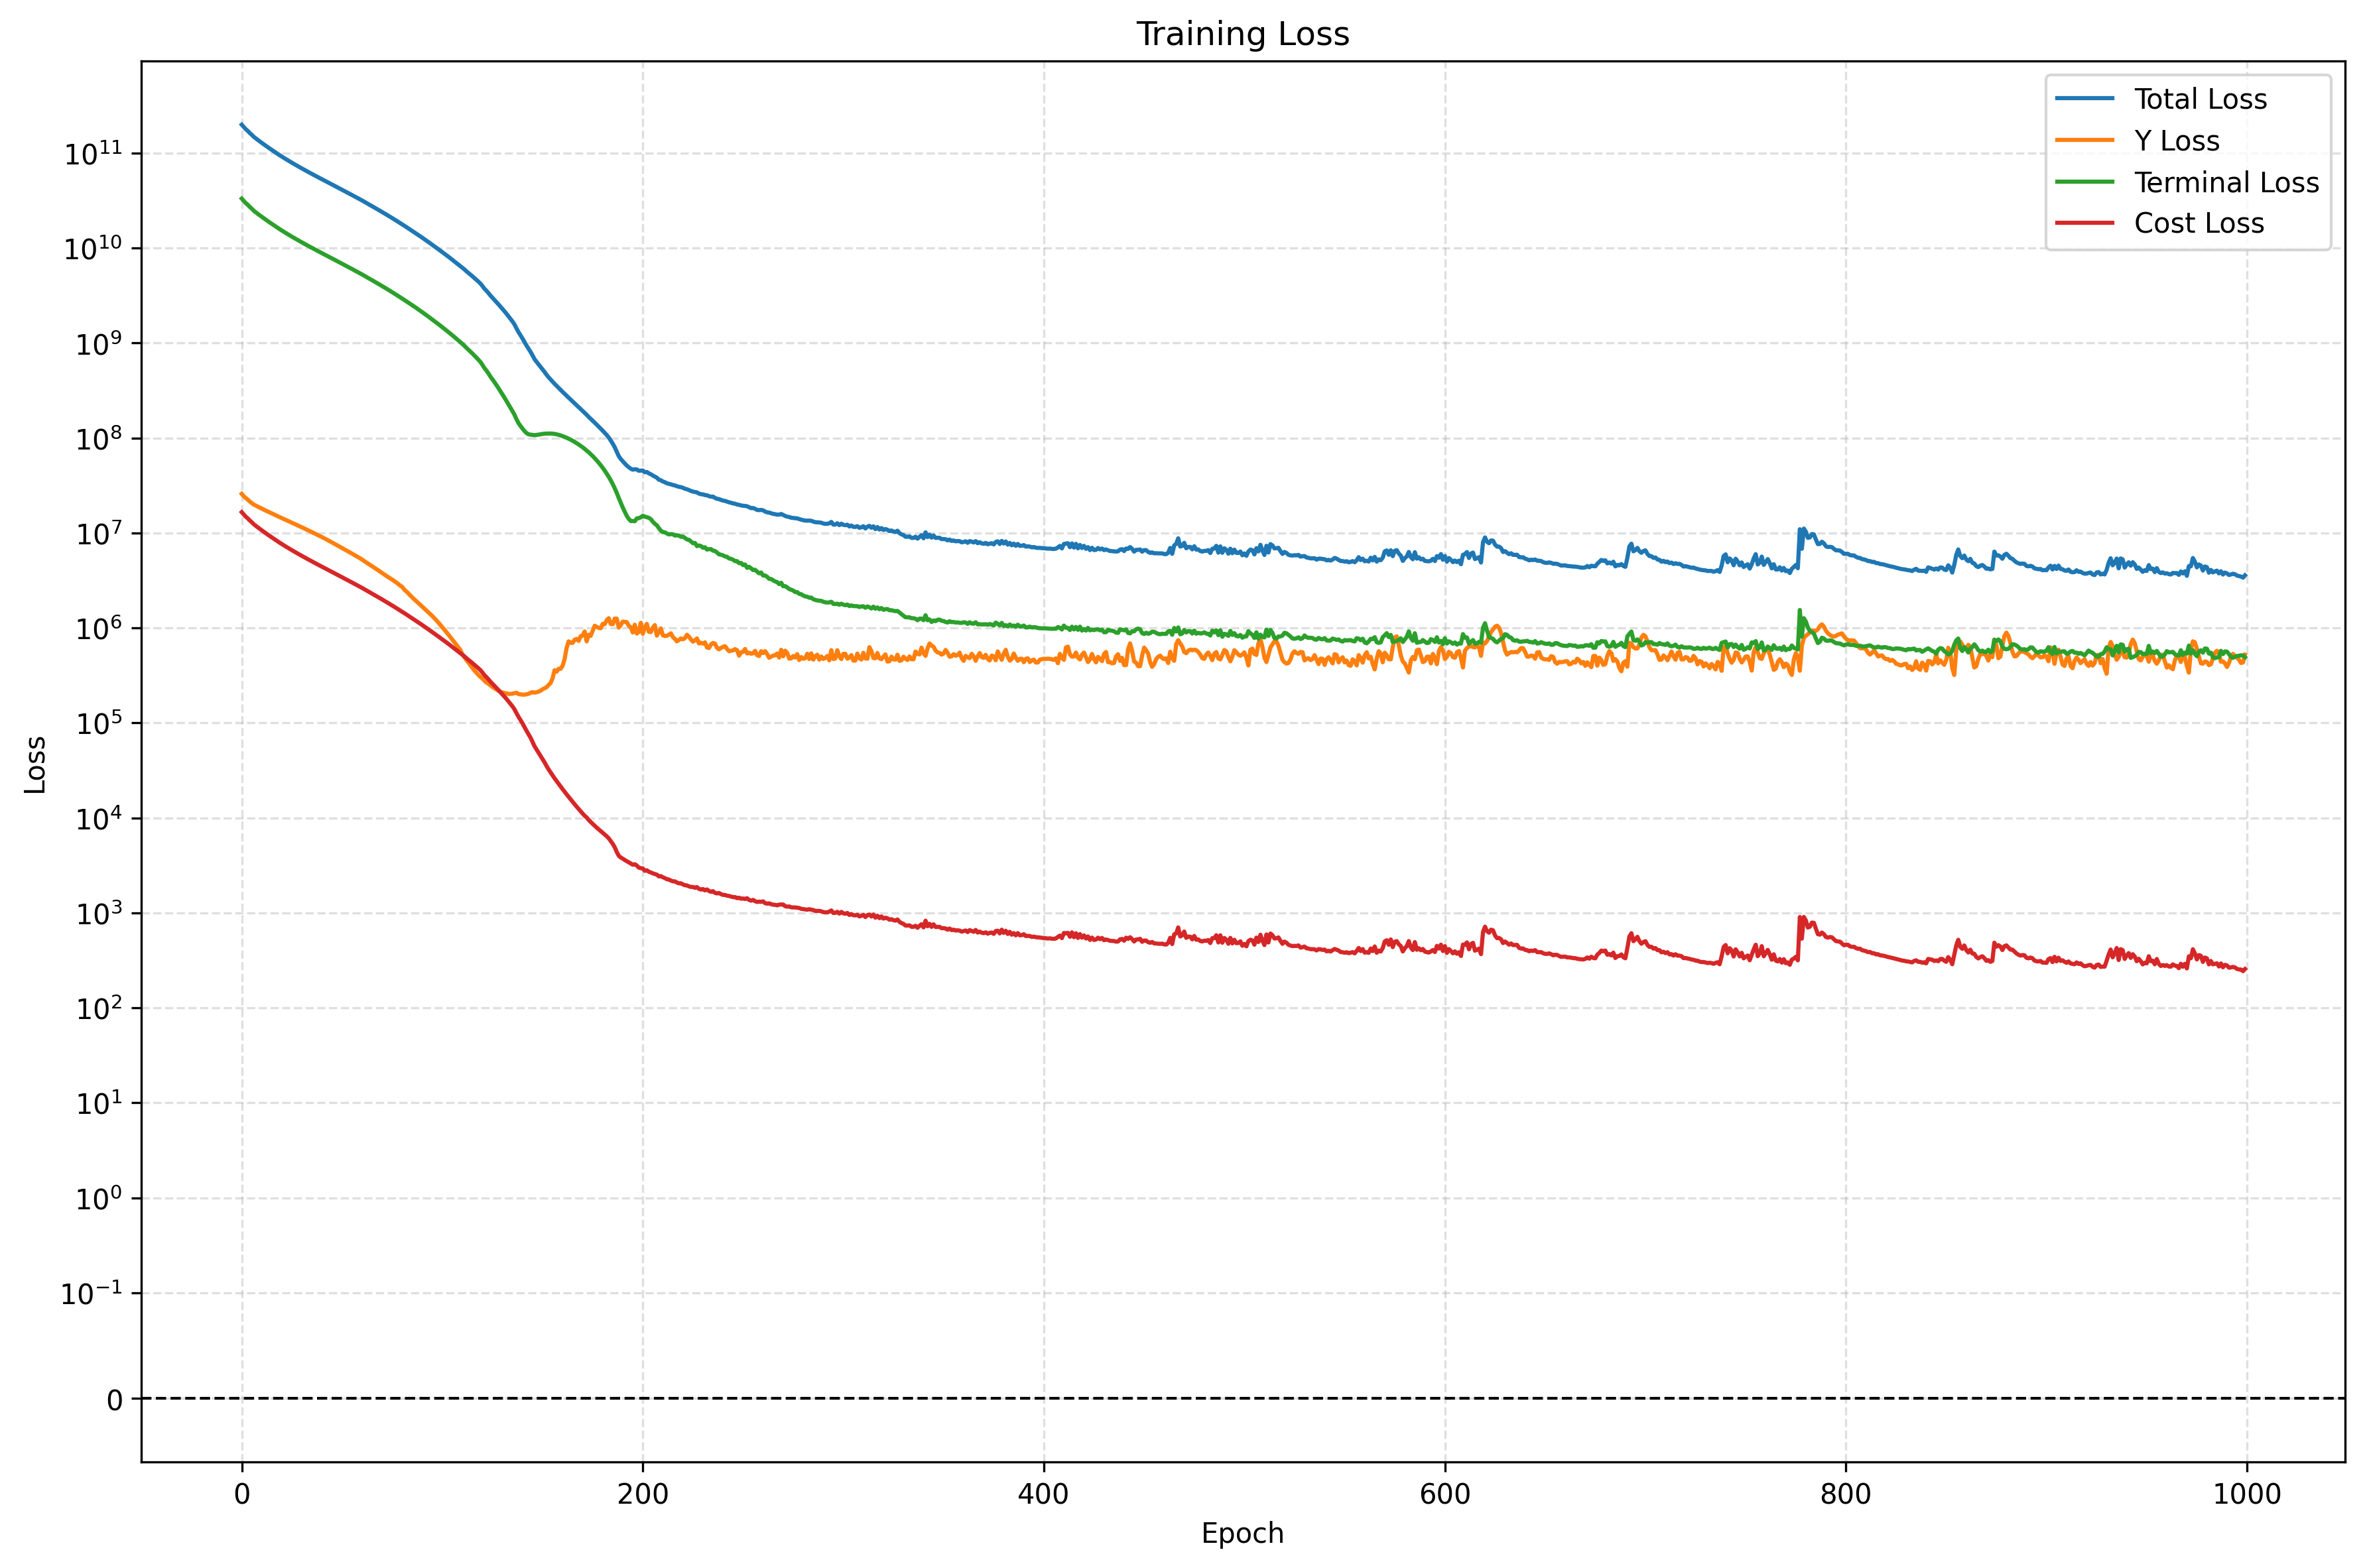 Training Loss
Total Loss
Y Loss
Terminal Loss
Cost Loss
Loss
10¹¹
10¹⁰
10⁹
10⁸
10⁷
10⁶
10⁵
10⁴
10³
10²
10¹
10⁰
10⁻¹
0
0 200 400 600 800 1000
Epoch